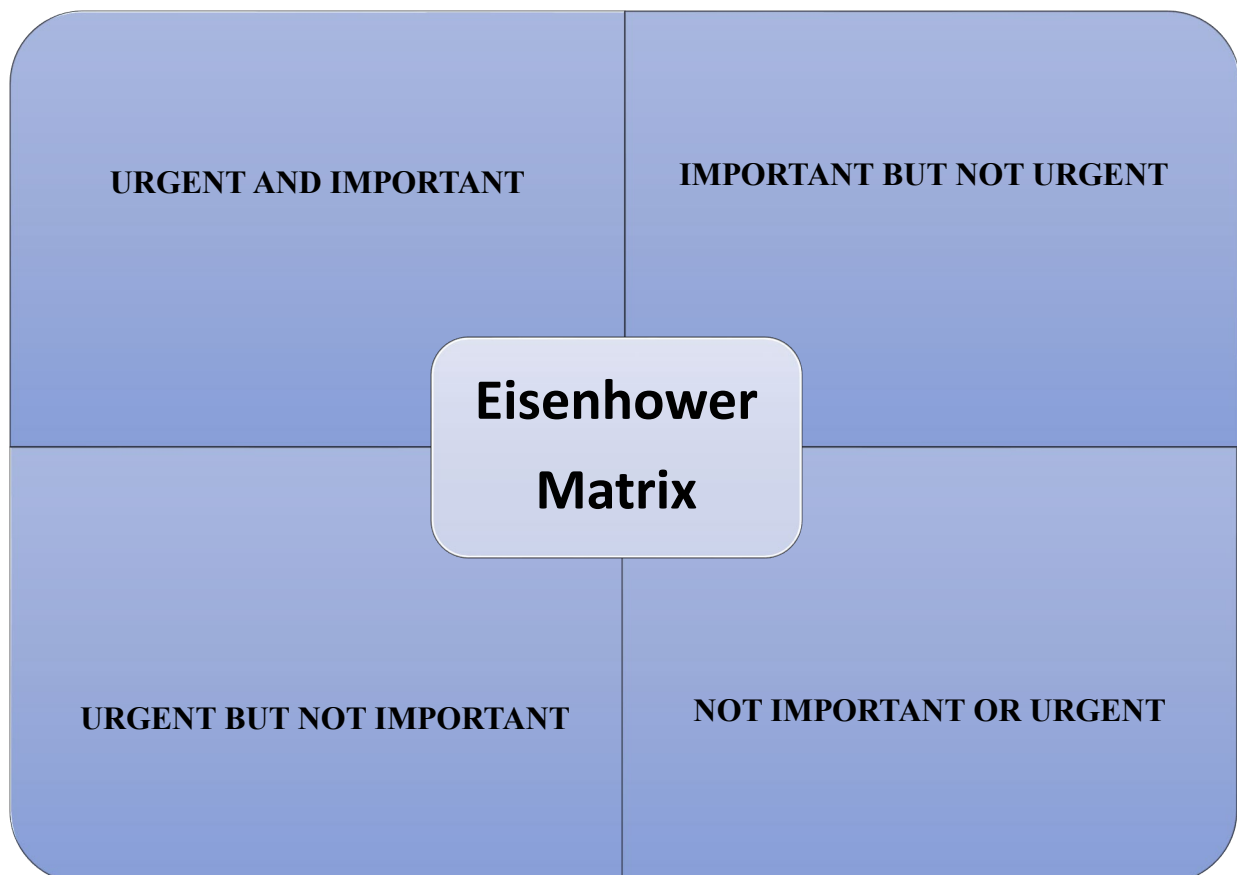 URGENT AND IMPORTANT
IMPORTANT BUT NOT URGENT
Eisenhower
Matrix
URGENT BUT NOT IMPORTANT
NOT IMPORTANT OR URGENT